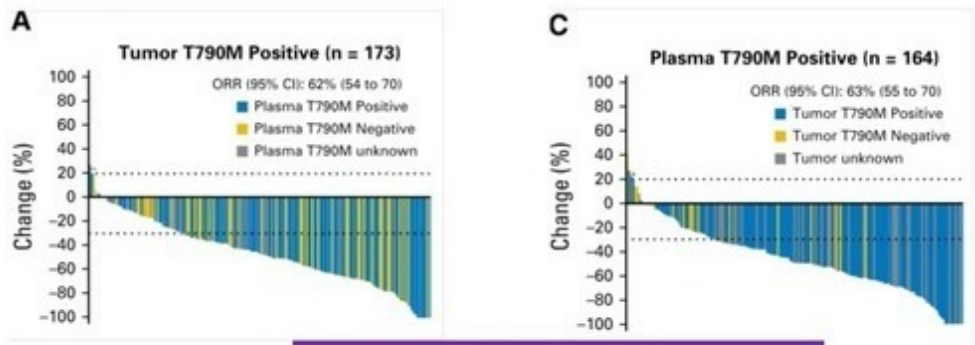 A
Tumor T790M Positive (n = 173)
ORR (95% CI): 62% (54 to 70)
Plasma T790M Positive
Plasma T790M Negative
Plasma T790M unknown
Change (%)
100
80
60
40
20
0
−20
−40
−60
−80
−100
C
Plasma T790M Positive (n = 164)
ORR (95% CI): 63% (55 to 70)
Tumor T790M Positive
Tumor T790M Negative
Tumor unknown
Change (%)
100
80
60
40
20
0
−20
−40
−60
−80
−100